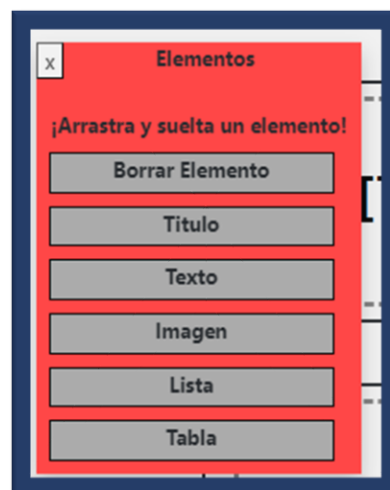 x
Elementos
¡Arrastra y suelta un elemento!
Borrar Elemento
Titulo
Texto
Imagen
Lista
Tabla